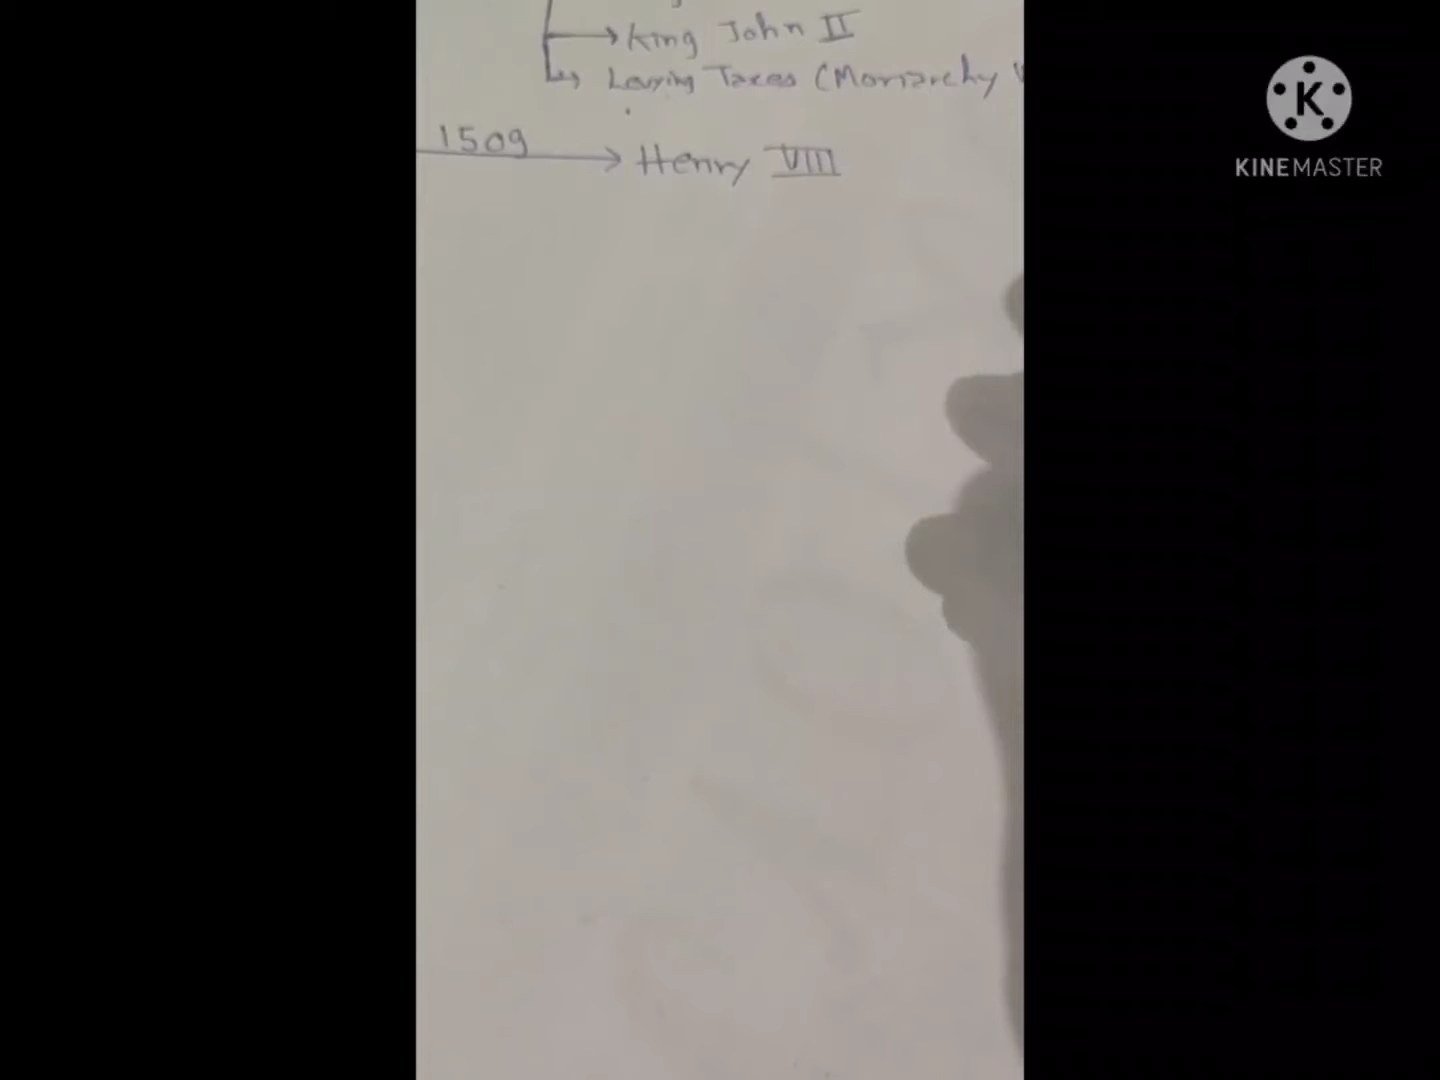 King John II
Levying Taxes (Monarchy
1509
Henry VIII
K
KINEMASTER